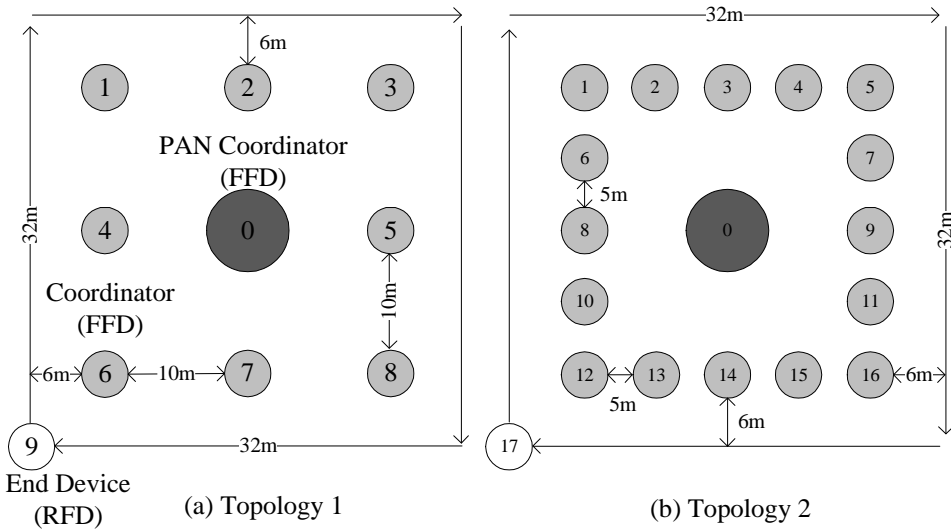 32m
6m
1
2
3
PAN Coordinator
(FFD)
32m
4
0
5
Coordinator
(FFD)
10m
6m
6
10m
7
8
9
32m
End Device
(RFD)
(a) Topology 1
32m
1
2
3
4
5
6
7
5m
8
0
9
32m
10
11
12
13
14
15
16
6m
5m
6m
17
(b) Topology 2